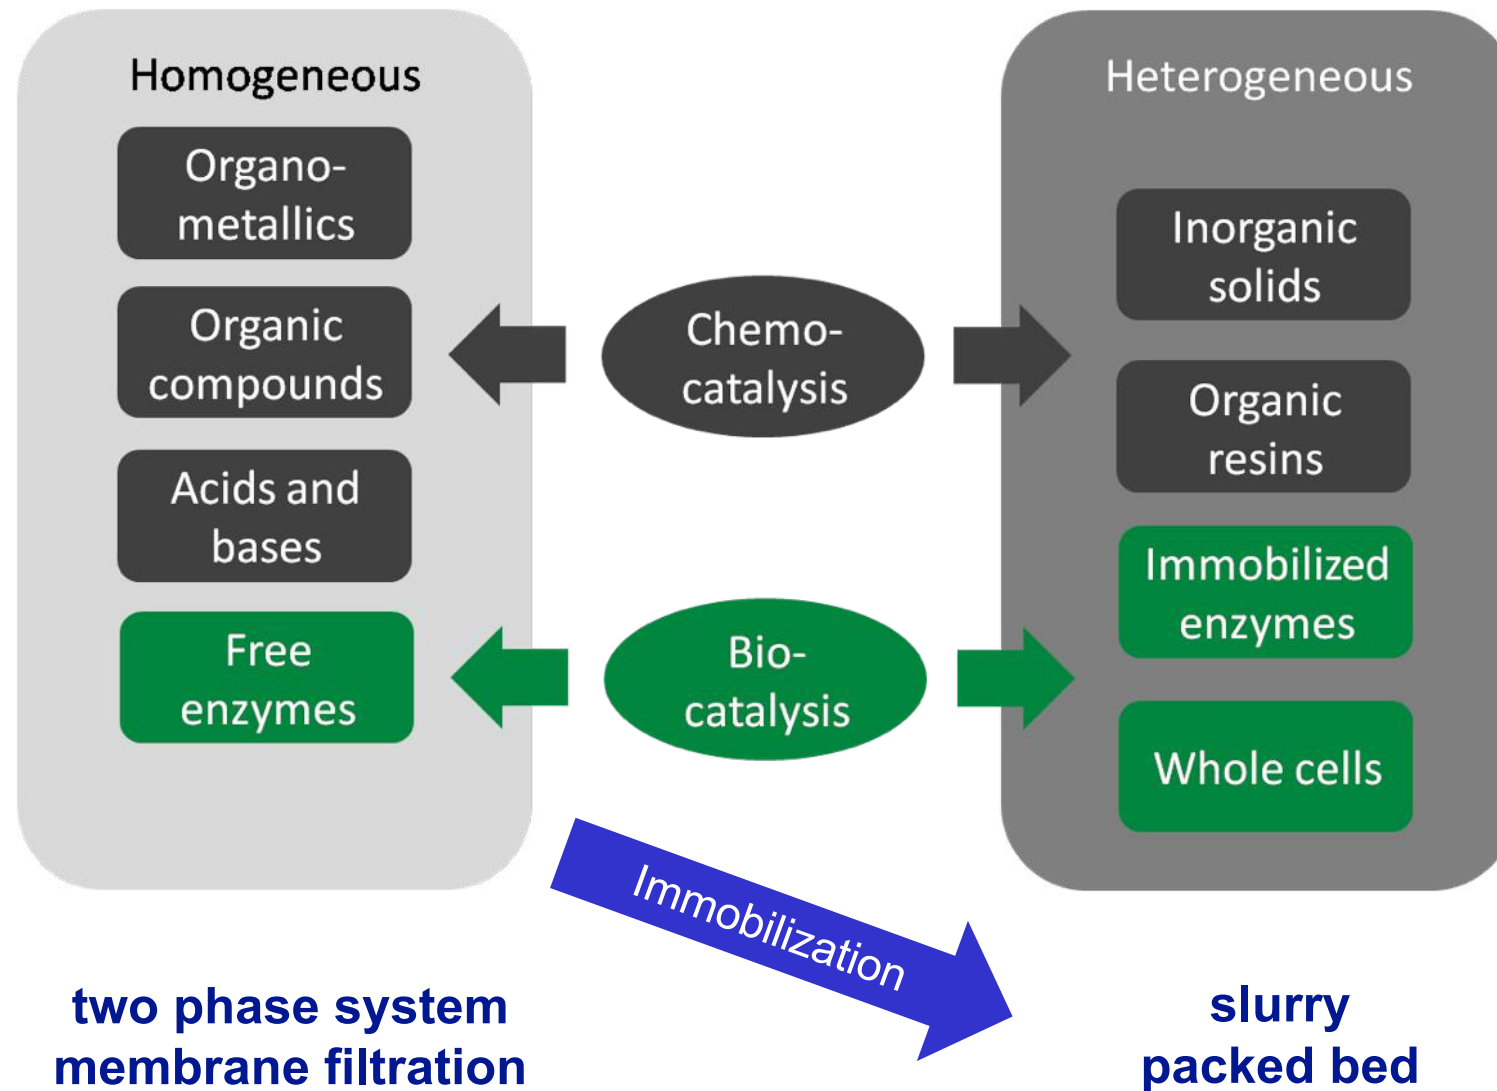 Homogeneous
Organo-
metallics
Organic
compounds
Acids and
bases
Free
enzymes
Chemo-
catalysis
Bio-
catalysis
Heterogeneous
Inorganic
solids
Organic
resins
Immobilized
enzymes
Whole cells
Immobilization
two phase system
membrane filtration
slurry
packed bed